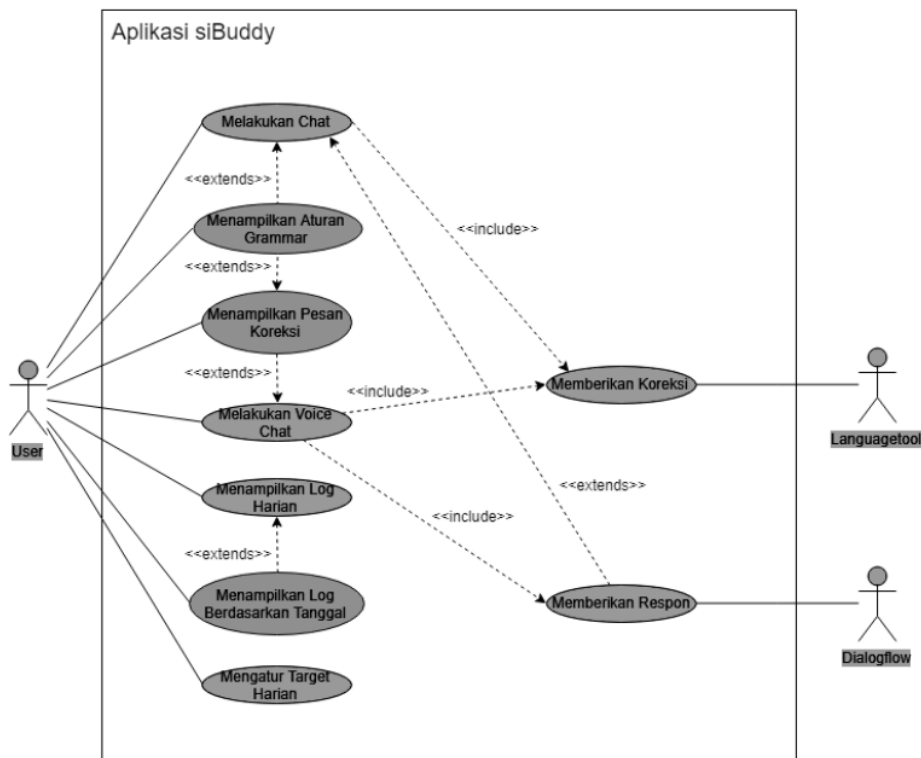 Aplikasi siBuddy
Melakukan Chat
<<extends>>
Menampilkan Aturan
Grammar
<<include>>
<<extends>>
Menampilkan Pesan
Koreksi
<<extends>>
Memberikan Koreksi
<<include>>
Melakukan Voice
Chat
User
Languagetool
Menampilkan Log
Harian
<<extends>>
<<include>>
<<extends>>
Menampilkan Log
Berdasarkan Tanggal
Memberikan Respon
Dialogflow
Mengatur Target
Harian